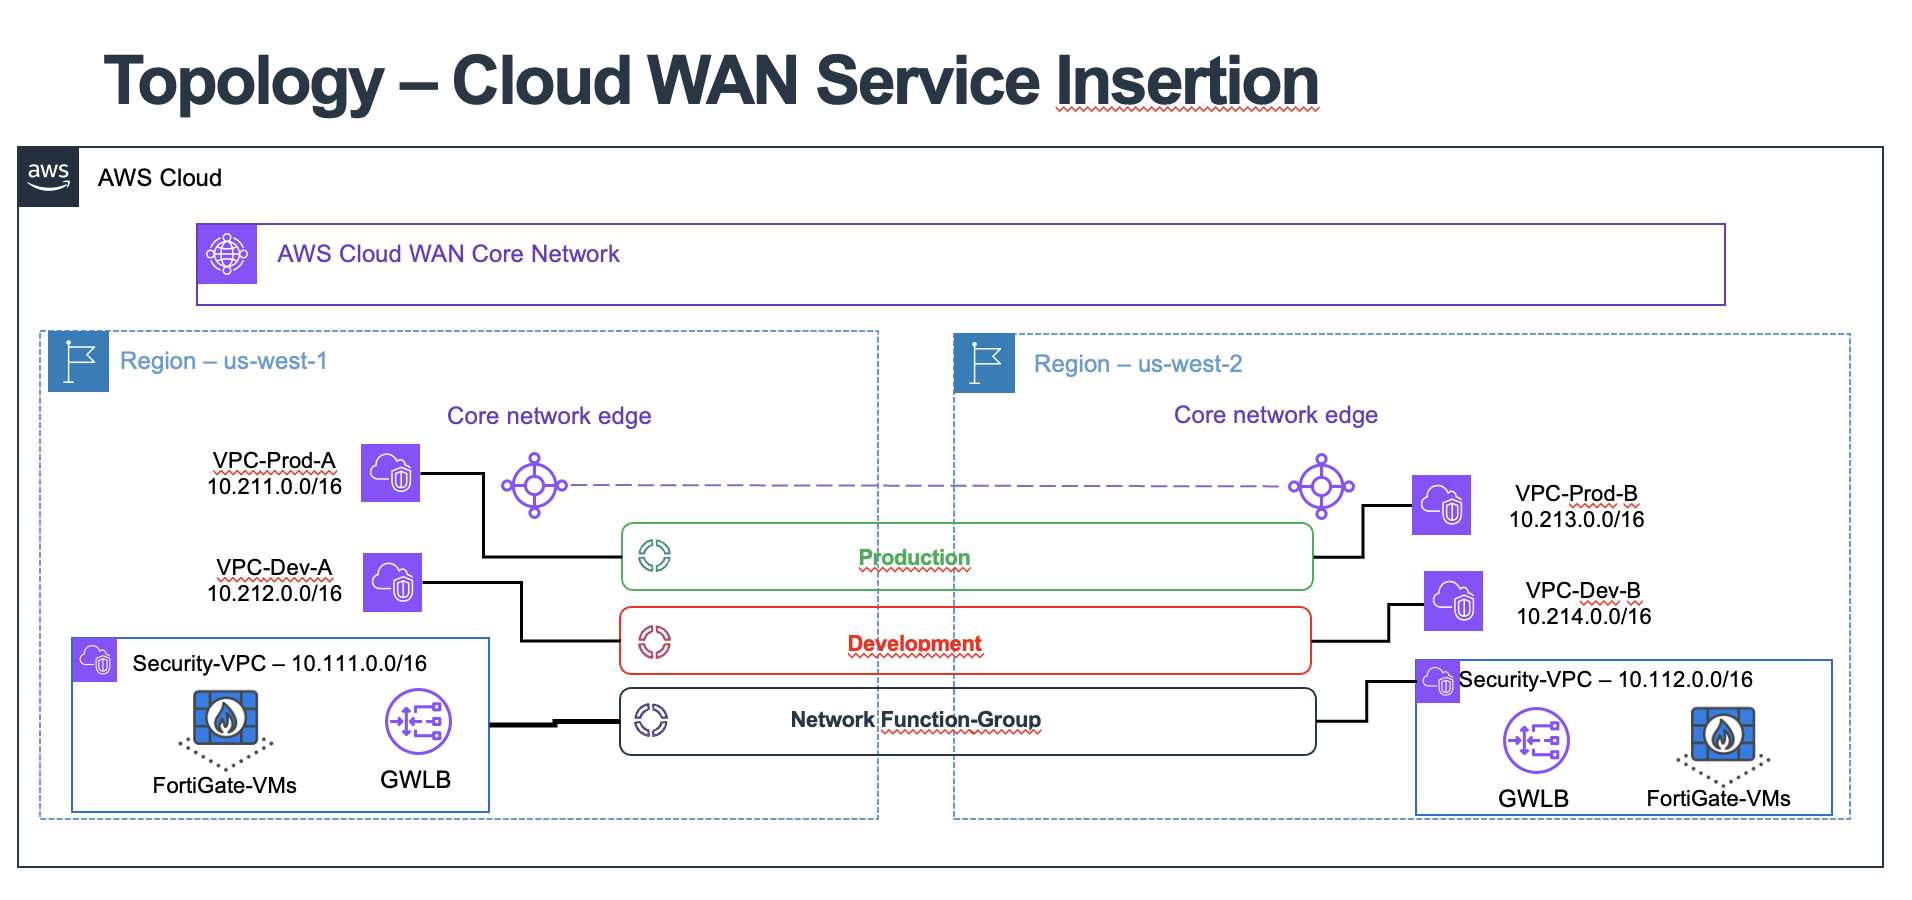 Topology – Cloud WAN Service Insertion
aws
AWS Cloud
AWS Cloud WAN Core Network
Region – us-west-1
Core network edge
VPC-Prod-A
10.211.0.0/16
VPC-Dev-A
10.212.0.0/16
Security-VPC – 10.111.0.0/16
FortiGate-VMs
GWLB
Production
Development
Network Function-Group
Region – us-west-2
Core network edge
VPC-Prod-B
10.213.0.0/16
VPC-Dev-B
10.214.0.0/16
Security-VPC – 10.112.0.0/16
GWLB
FortiGate-VMs